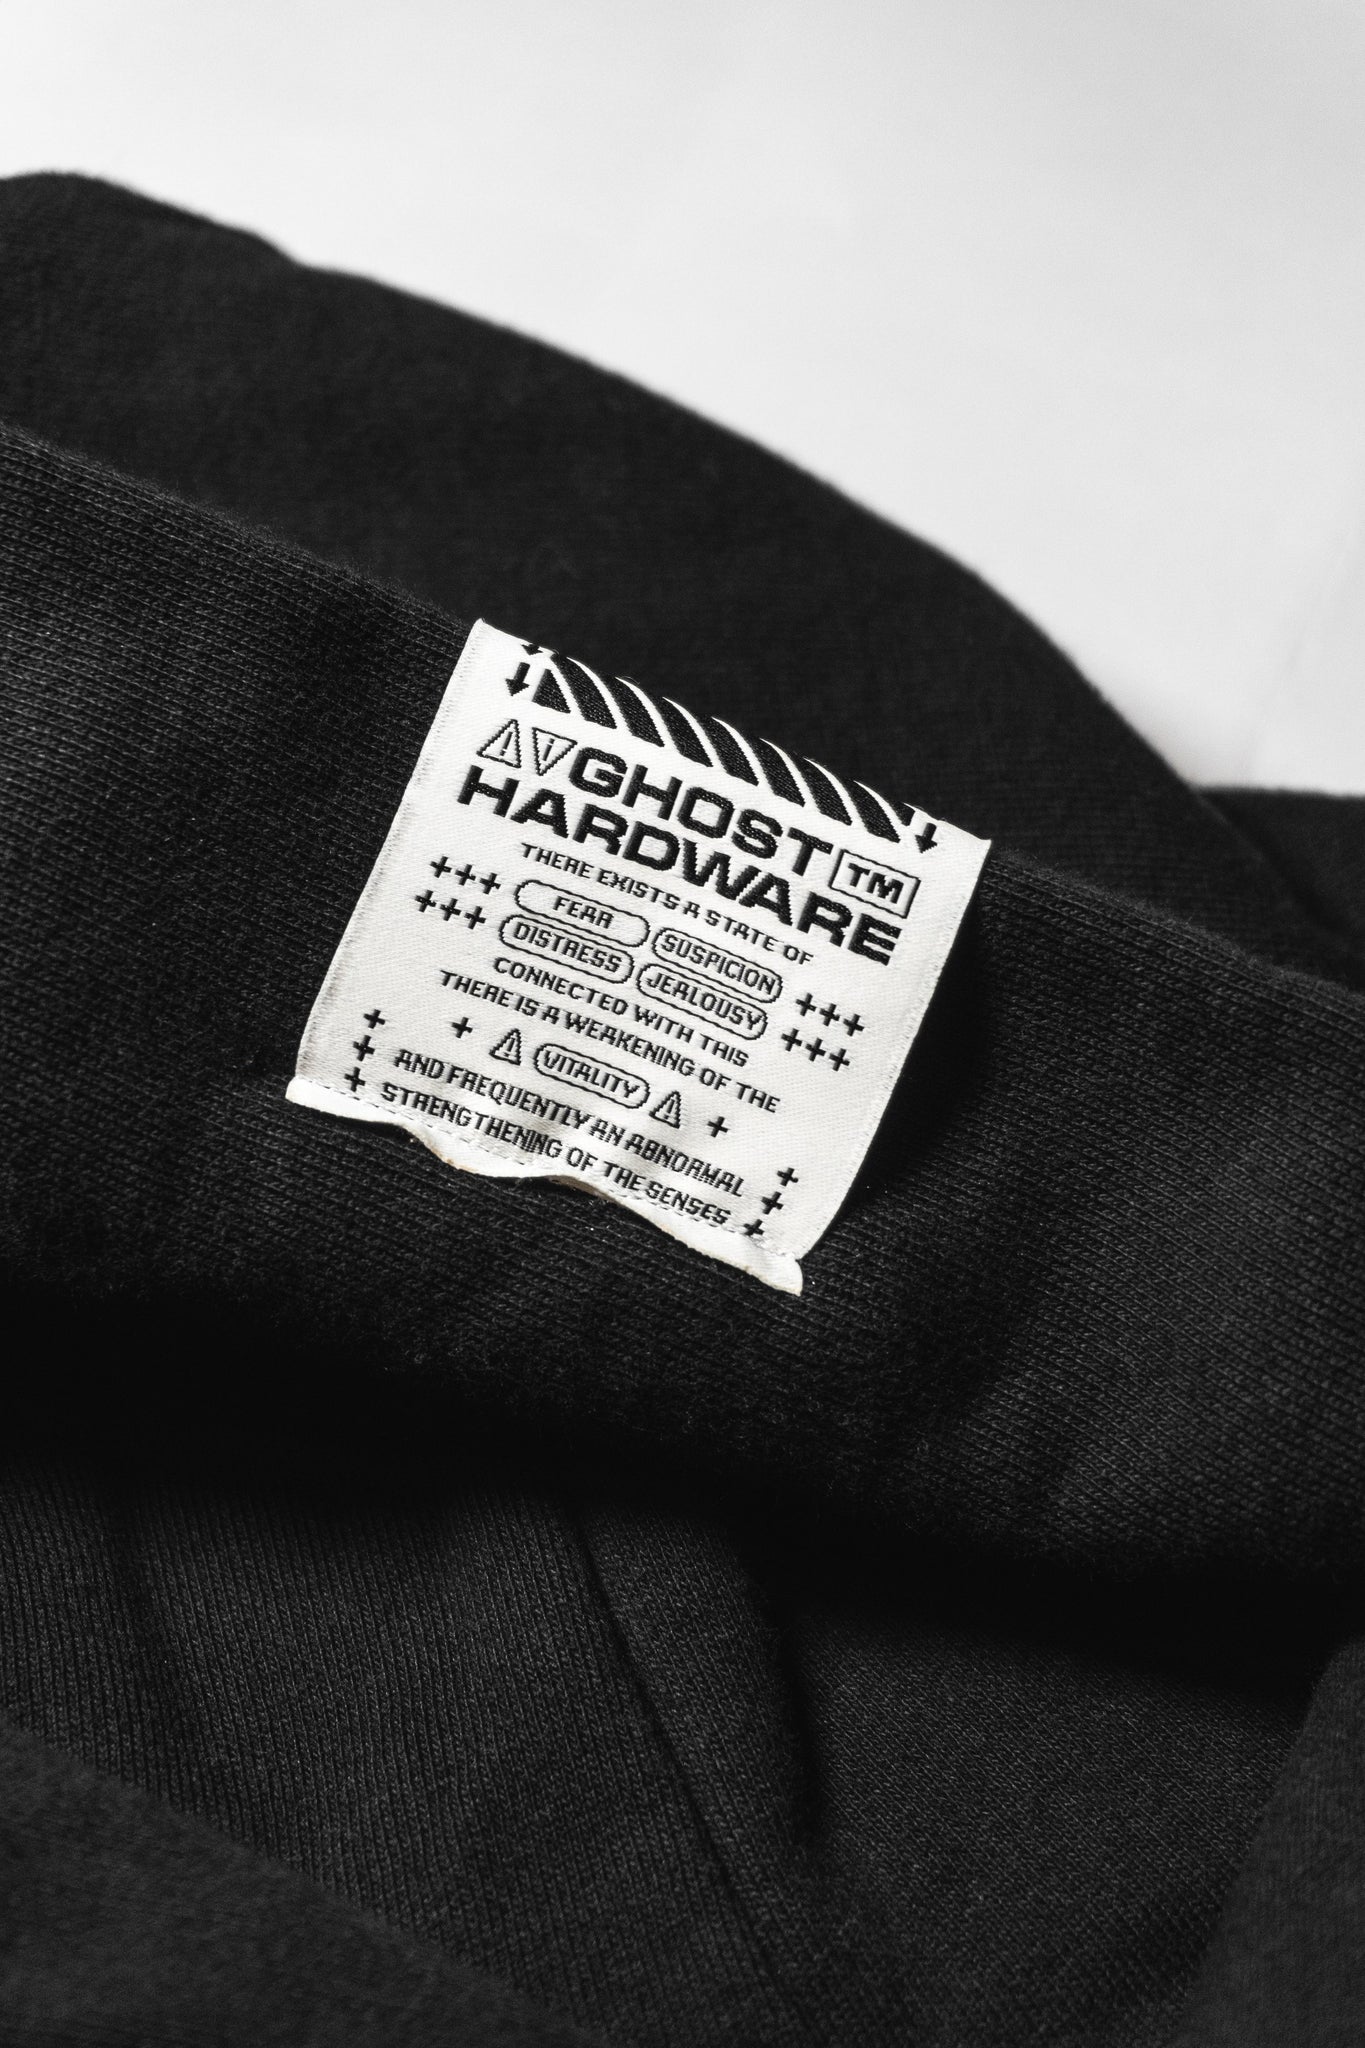 GHOST TM
HARDWARE
THERE EXISTS A STATE OF
FEAR SUSPICION
DISTRESS JEALOUSY
CONNECTED WITH THIS
THERE IS A WEAKENING OF THE
VITALITY
AND FREQUENTLY AN ABNORMAL
STRENGTHENING OF THE SENSES